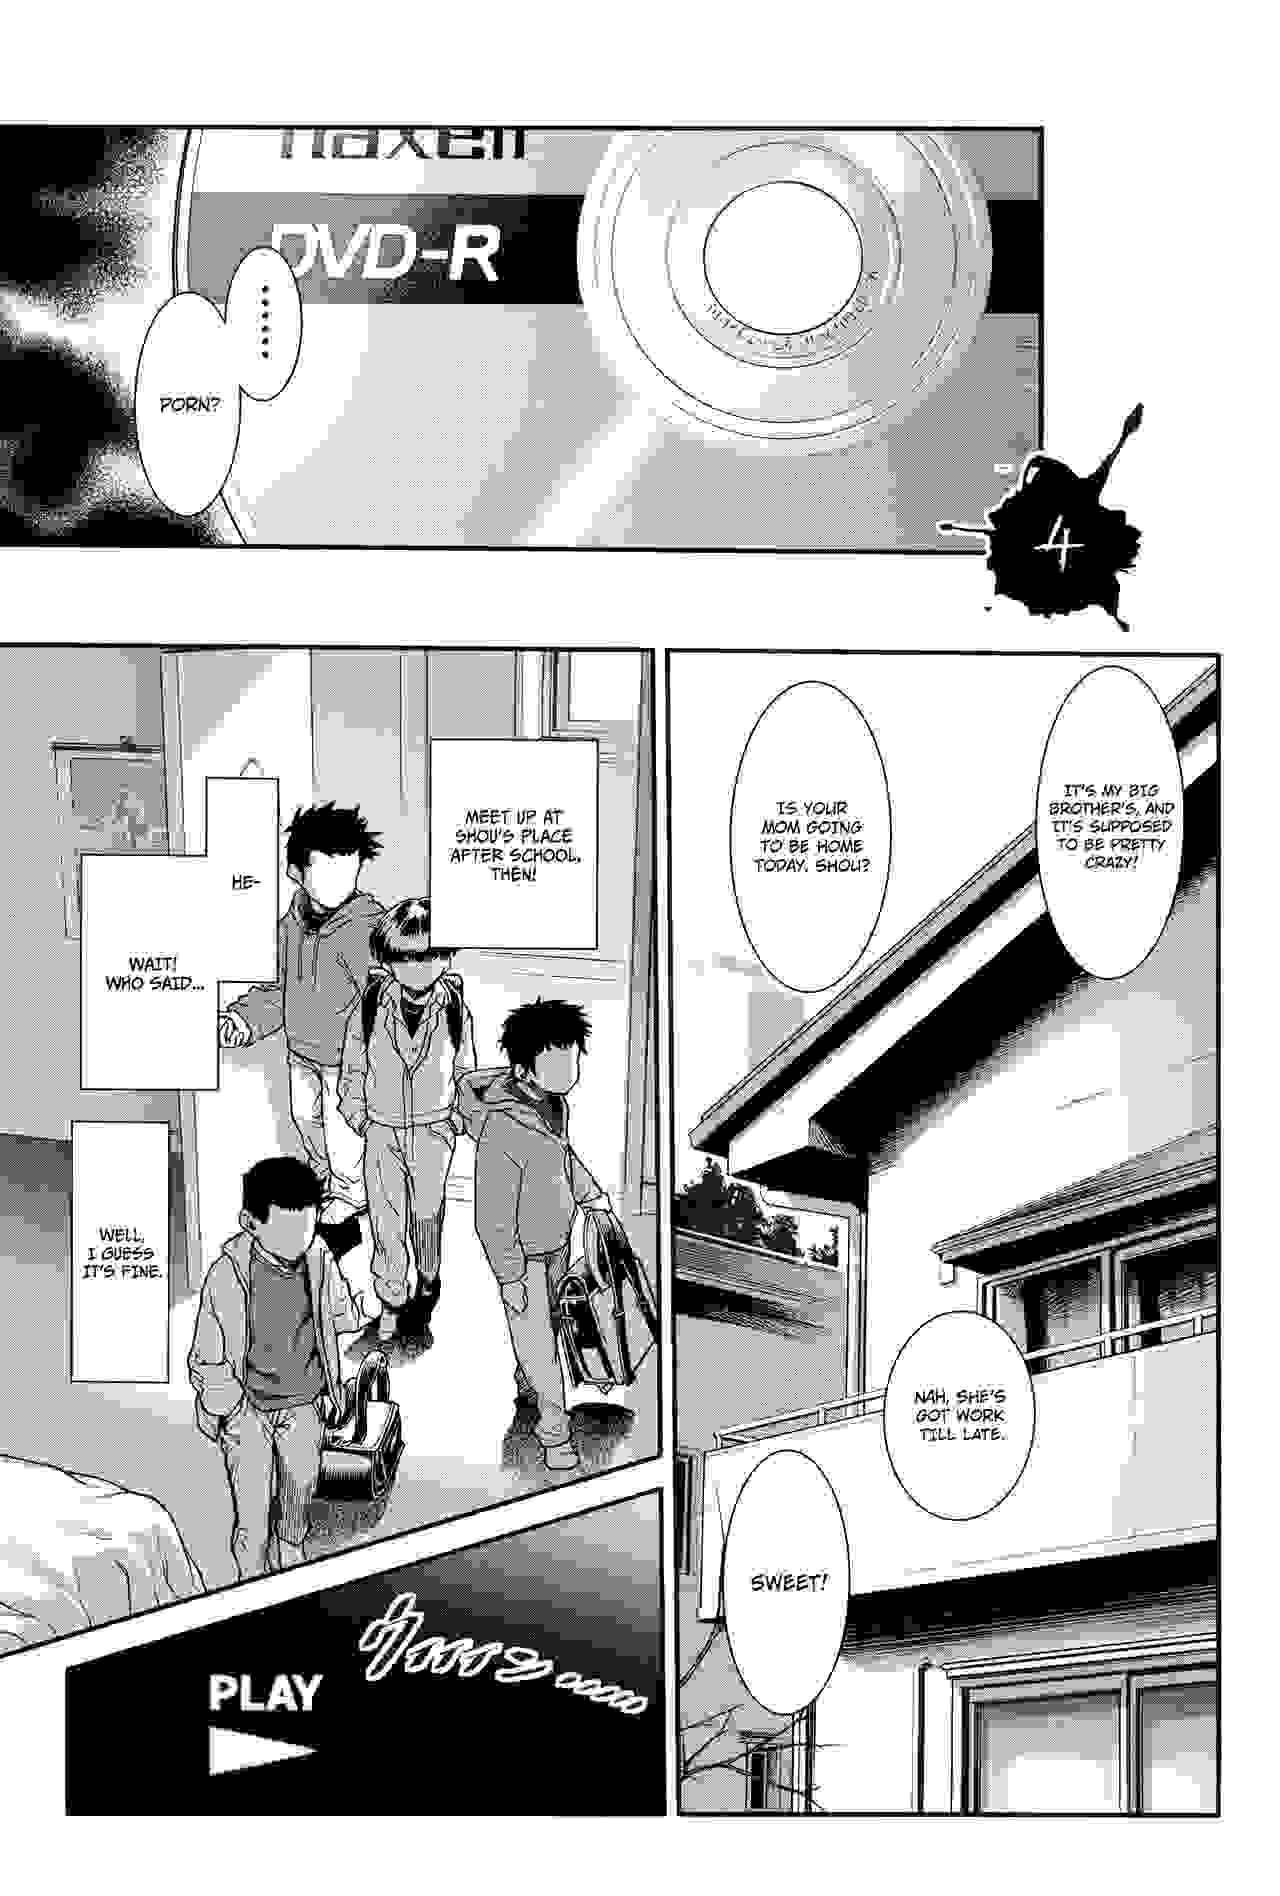 maxell
DVD-R
......
PORN?
4
IT'S MY BIG
BROTHER'S, AND
IT'S SUPPOSED
TO BE PRETTY
CRAZY!
IS YOUR
MOM GOING
TO BE HOME
TODAY, SHOU?
NAH, SHE'S
GOT WORK
TILL LATE.
SWEET!
MEET UP AT
SHOU'S PLACE
AFTER SCHOOL,
THEN!
HE-
WAIT!
WHO SAID...
WELL,
I GUESS
IT'S FINE.
PLAY